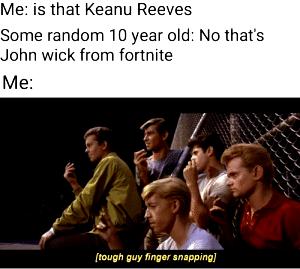 Me: is that Keanu Reeves
Some random 10 year old: No that's
John wick from fortnite
Me:
[tough guy finger snapping]